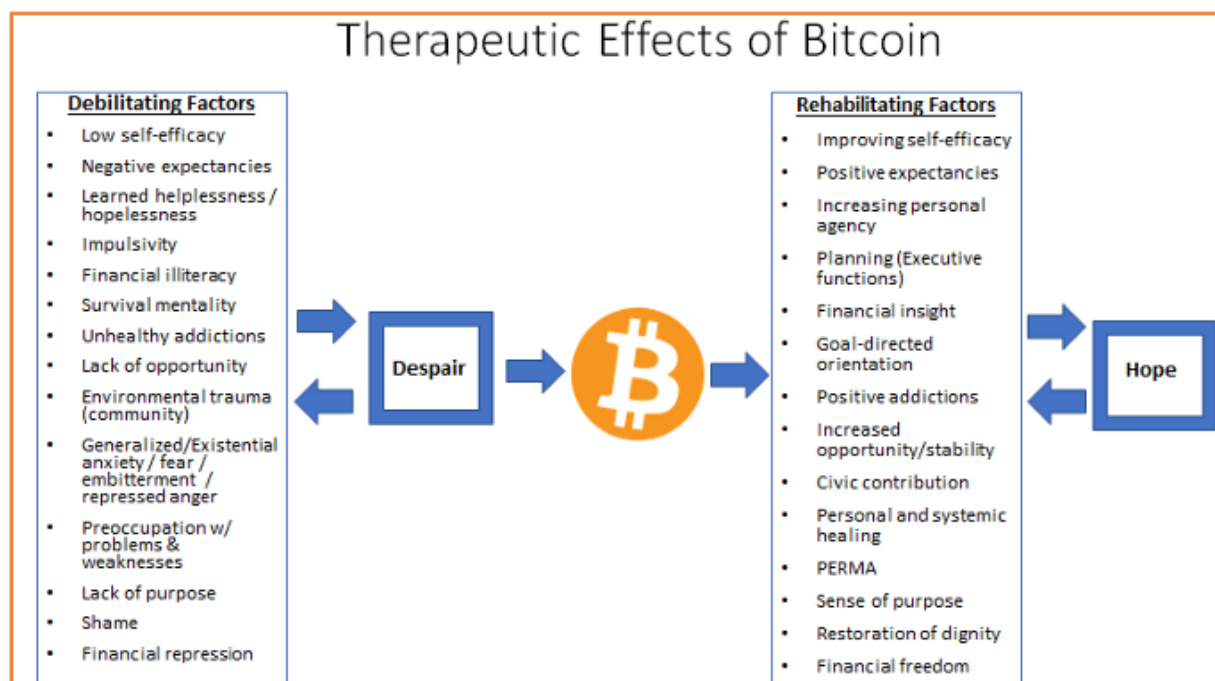 Therapeutic Effects of Bitcoin
Debilitating Factors
• Low self-efficacy
• Negative expectancies
• Learned helplessness /
hopelessness
• Impulsivity
• Financial illiteracy
• Survival mentality
• Unhealthy addictions
• Lack of opportunity
• Environmental trauma
(community)
• Generalized/Existential
anxiety / fear /
embitterment /
repressed anger
• Preoccupation w/
problems &
weaknesses
• Lack of purpose
• Shame
• Financial repression
Despair
Rehabilitating Factors
• Improving self-efficacy
• Positive expectancies
• Increasing personal
agency
• Planning (Executive
functions)
• Financial insight
• Goal-directed
orientation
• Positive addictions
• Increased
opportunity/stability
• Civic contribution
• Personal and systemic
healing
• PERMA
• Sense of purpose
• Restoration of dignity
• Financial freedom
Hope